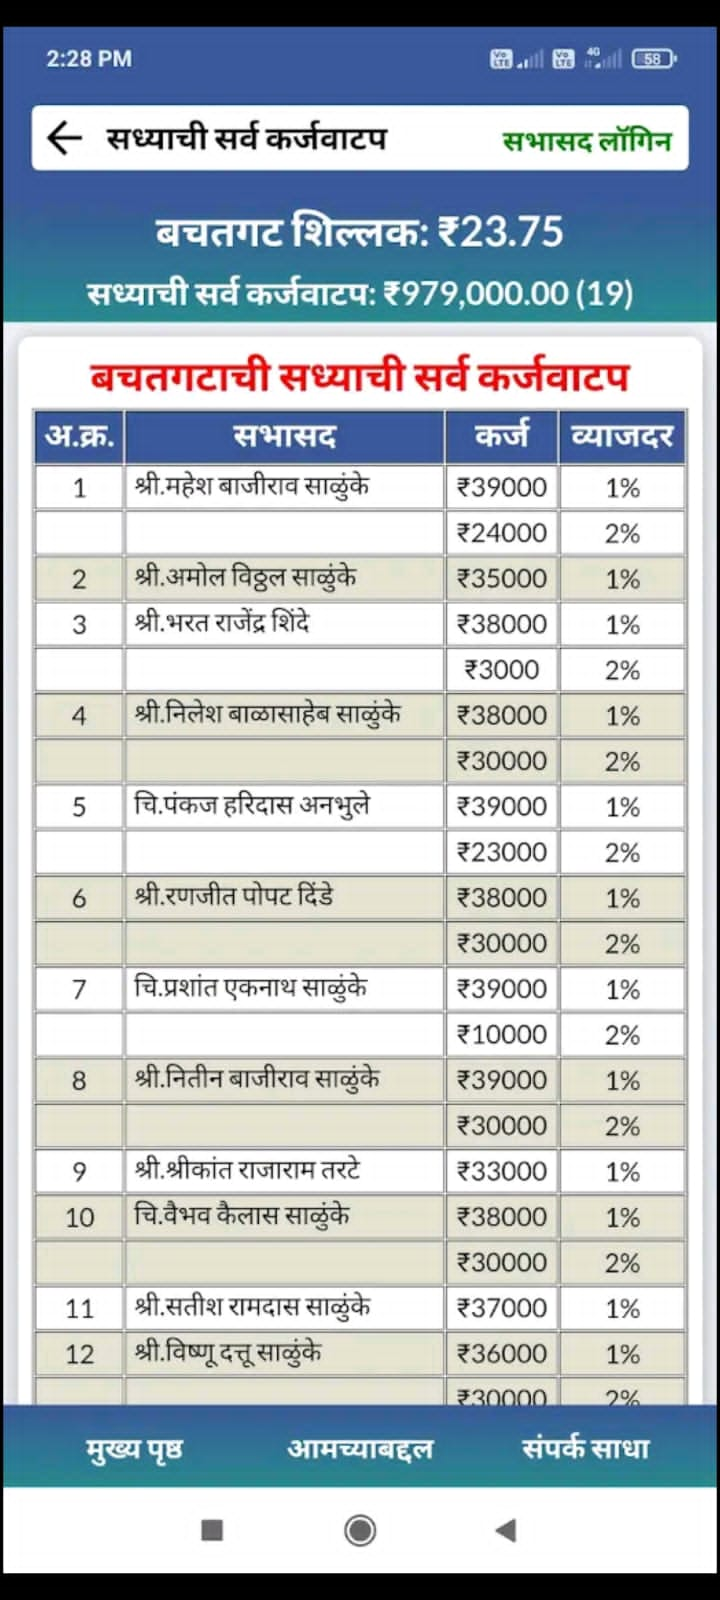 2:28 PM
Vo LTE Vo LTE 4G 58
सध्याची सर्व कर्जवाटप सभासद लॉगिन
बचतगट शिल्लक: ₹23.75
सध्याची सर्व कर्जवाटप: ₹979,000.00 (19)
बचतगटाची सध्याची सर्व कर्जवाटप
अ.क्र. सभासद कर्ज व्याजदर
1 श्री.महेश बाजीराव साळुंके ₹39000 1%
₹24000 2%
2 श्री.अमोल विठ्ठल साळुंके ₹35000 1%
3 श्री.भरत राजेंद्र शिंदे ₹38000 1%
₹3000 2%
4 श्री.निलेश बाळासाहेब साळुंके ₹38000 1%
₹30000 2%
5 चि.पंकज हरिदास अनभुले ₹39000 1%
₹23000 2%
6 श्री.रणजीत पोपट दिंडे ₹38000 1%
₹30000 2%
7 चि.प्रशांत एकनाथ साळुंके ₹39000 1%
₹10000 2%
8 श्री.नितीन बाजीराव साळुंके ₹39000 1%
₹30000 2%
9 श्री.श्रीकांत राजाराम तरटे ₹33000 1%
10 चि.वैभव कैलास साळुंके ₹38000 1%
₹30000 2%
11 श्री.सतीश रामदास साळुंके ₹37000 1%
12 श्री.विष्णू दत्तू साळुंके ₹36000 1%
₹30000 2%
मुख्य पृष्ठ आमच्याबद्दल संपर्क साधा